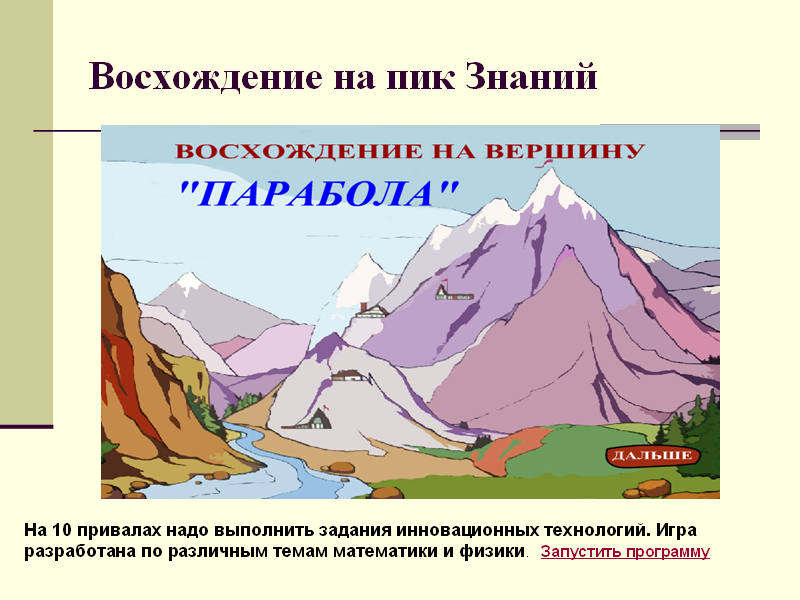 Восхождение на пик Знаний
ВОСХОЖДЕНИЕ НА ВЕРШИНУ
"ПАРАБОЛА"
ДАЛЬШЕ
На 10 привалах надо выполнить задания инновационных технологий. Игра
разработана по различным темам математики и физики. Запустить программу